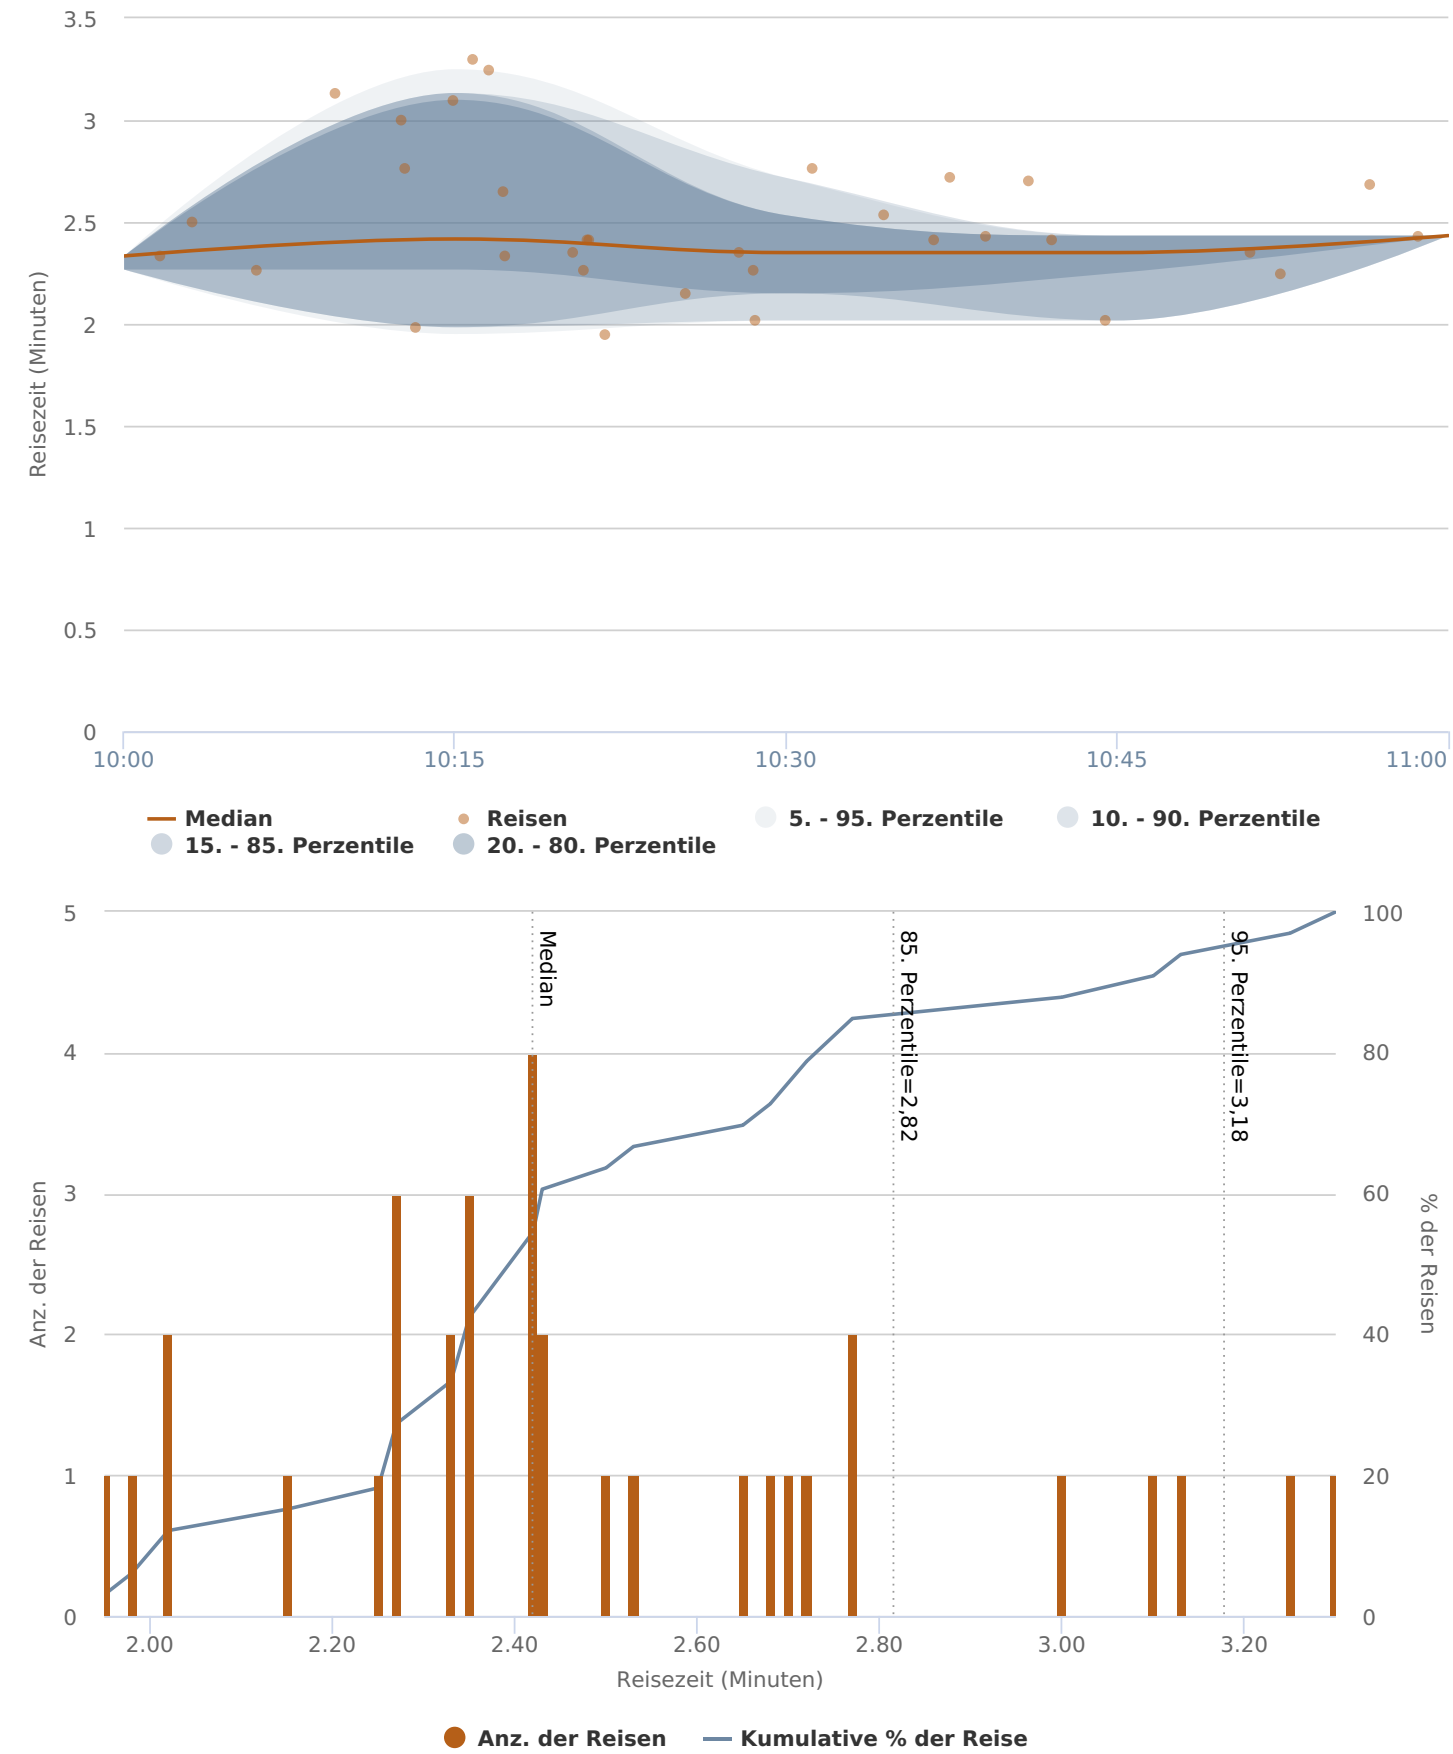 3.5
3
2.5
2
1.5
1
0.5
0
Reisezeit (Minuten)
10:00 10:15 10:30 10:45 11:00
Median Reisen 5. - 95. Perzentile 10. - 90. Perzentile
15. - 85. Perzentile 20. - 80. Perzentile
5
4
3
2
1
0
Anz. der Reisen
Median
85. Perzentile=2,82
95. Perzentile=3,18
100
80
60
40
20
0
% der Reisen
2.00 2.20 2.40 2.60 2.80 3.00 3.20
Reisezeit (Minuten)
Anz. der Reisen Kumulative % der Reise